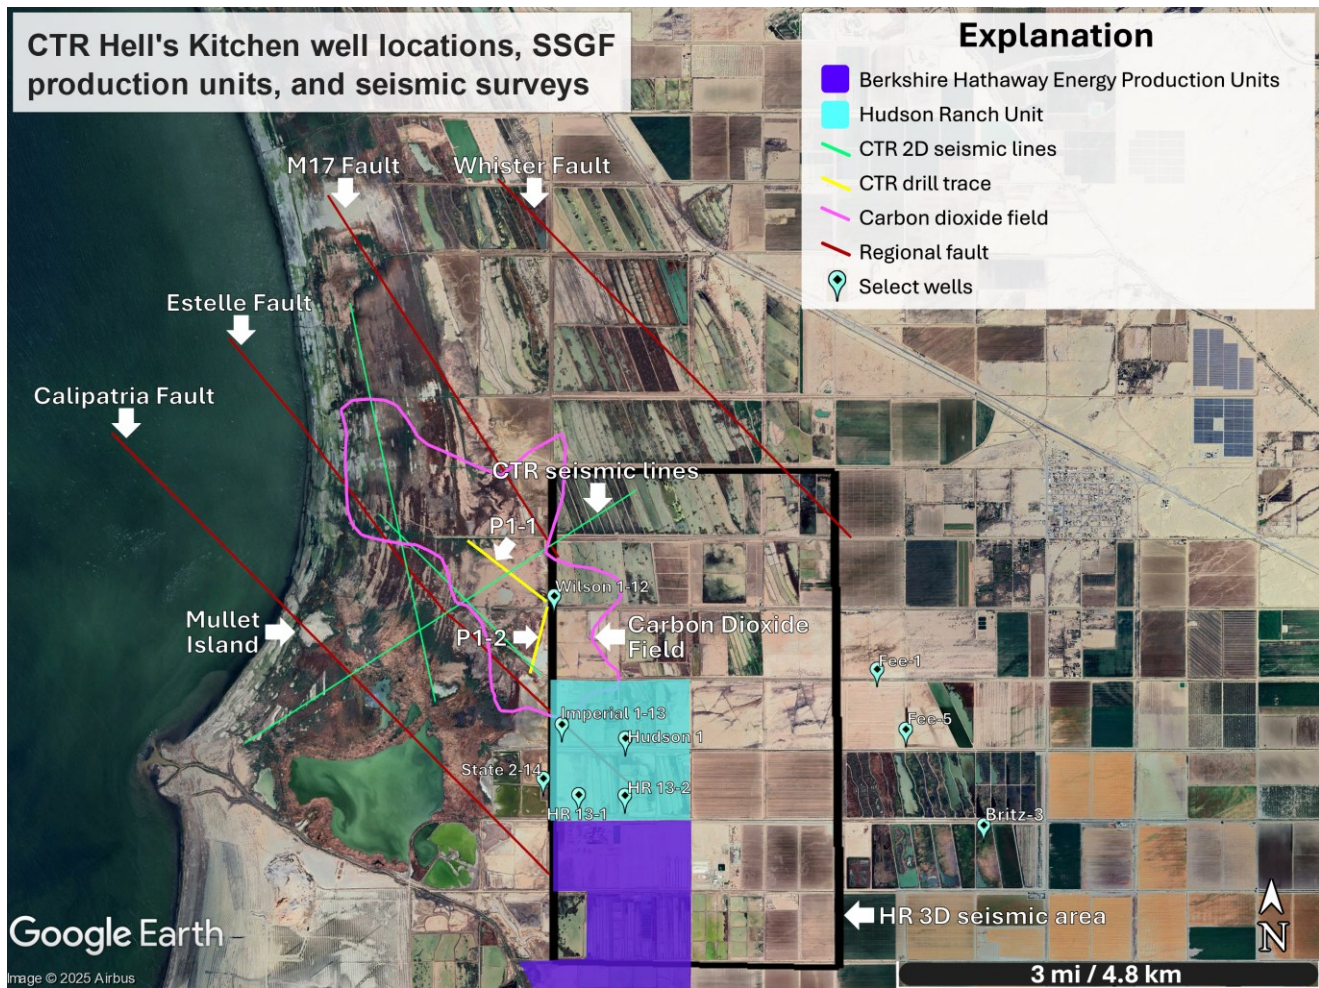 CTR Hell's Kitchen well locations, SSGF
production units, and seismic surveys
Explanation
Berkshire Hathaway Energy Production Units
Hudson Ranch Unit
CTR 2D seismic lines
CTR drill trace
Carbon dioxide field
Regional fault
Select wells
M17 Fault
Whister Fault
Estelle Fault
Calipatria Fault
CTR seismic lines
P1-1
Wilson 1-12
Mullet
Island
P1-2
Carbon Dioxide
Field
Fee-1
Imperial 1-13
Hudson 1
Fee-5
State 2-14
HR 13-2
HR 13-1
Britz-3
HR 3D seismic area
Google Earth
N
Image © 2025 Airbus
3 mi / 4.8 km